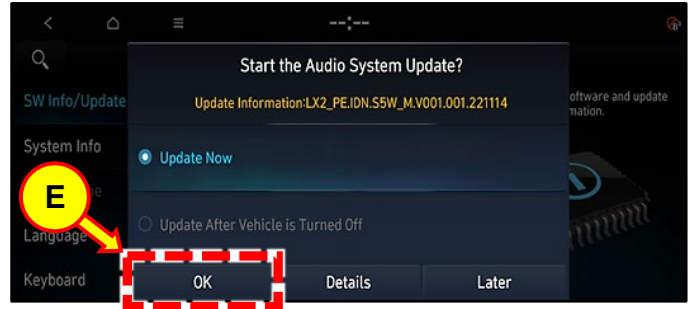 --:--
SW Info/Update
System Info
Language
Keyboard
Start the Audio System Update?
Update Information:LX2_PE.IDN.S5W_M.V001.001.221114
Update Now
Update After Vehicle is Turned Off
OK
Details
Later
oftware and update
mation.
E